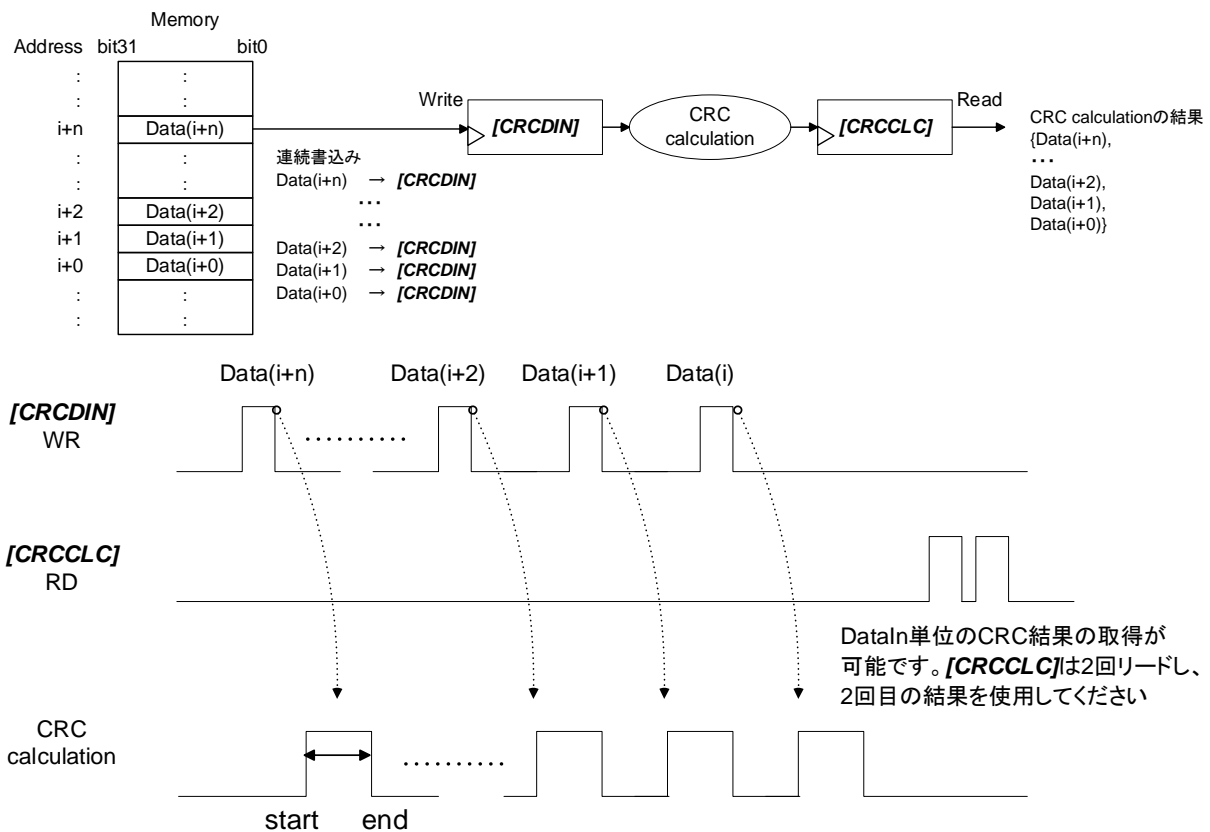 Memory
Address bit31 bit0
: :
: :
i+n Data(i+n)
: :
: :
i+2 Data(i+2)
i+1 Data(i+1)
i+0 Data(i+0)
: :
: :
Write
[CRCDIN]
CRC
calculation
[CRCCLC]
Read
CRC calculationの結果
{Data(i+n),
・・・
Data(i+2),
Data(i+1),
Data(i+0)}
連続書込み
Data(i+n) → [CRCDIN]
・・・
・・・
Data(i+2) → [CRCDIN]
Data(i+1) → [CRCDIN]
Data(i+0) → [CRCDIN]
Data(i+n) Data(i+2) Data(i+1) Data(i)
[CRCDIN]
WR
[CRCCLC]
RD
DataIn単位のCRC結果の取得が
可能です。[CRCCLC]は2回リードし、
2回目の結果を使用してください
CRC
calculation
start end